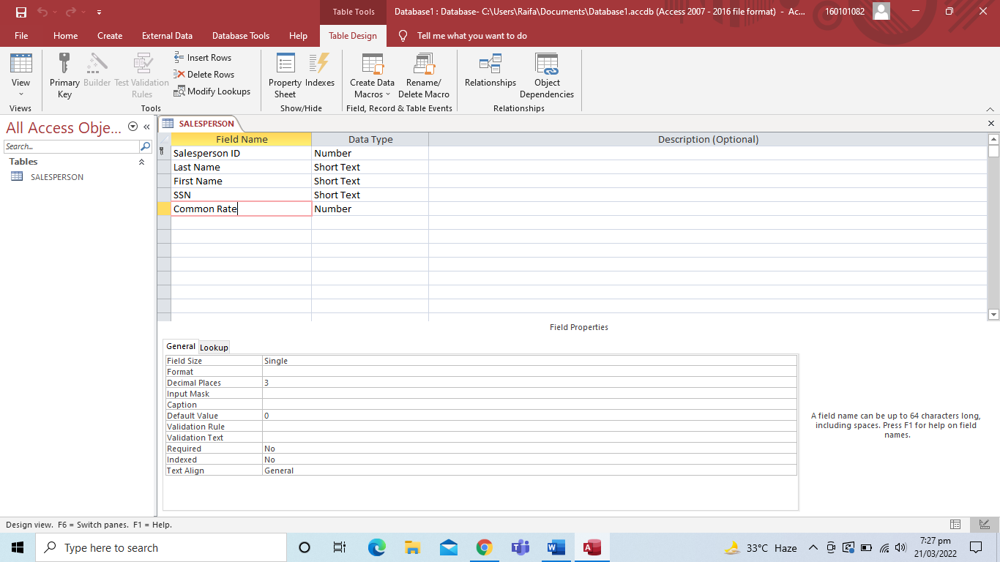 Table Tools
Database1 : Database- C:\Users\Raifa\Documents\Database1.accdb (Access 2007 - 2016 file format) - Ac...
160101082
File Home Create External Data Database Tools Help Table Design Tell me what you want to do
View
Primary Key
Builder
Test Validation Rules
Insert Rows
Delete Rows
Modify Lookups
Property Sheet
Indexes
Create Data Macros
Rename/ Delete Macro
Relationships
Object Dependencies
Views
Tools
Show/Hide
Field, Record & Table Events
Relationships
All Access Obje...
Search...
Tables
SALESPERSON
SALESPERSON
Field Name Data Type Description (Optional)
Salesperson ID Number
Last Name Short Text
First Name Short Text
SSN Short Text
Common Rate Number
Field Properties
General Lookup
Field Size Single
Format
Decimal Places 3
Input Mask
Caption
Default Value 0
Validation Rule
Validation Text
Required No
Indexed No
Text Align General
A field name can be up to 64 characters long,
including spaces. Press F1 for help on field
names.
Design view. F6 = Switch panes. F1 = Help.
Type here to search
33°C Haze
7:27 pm
21/03/2022